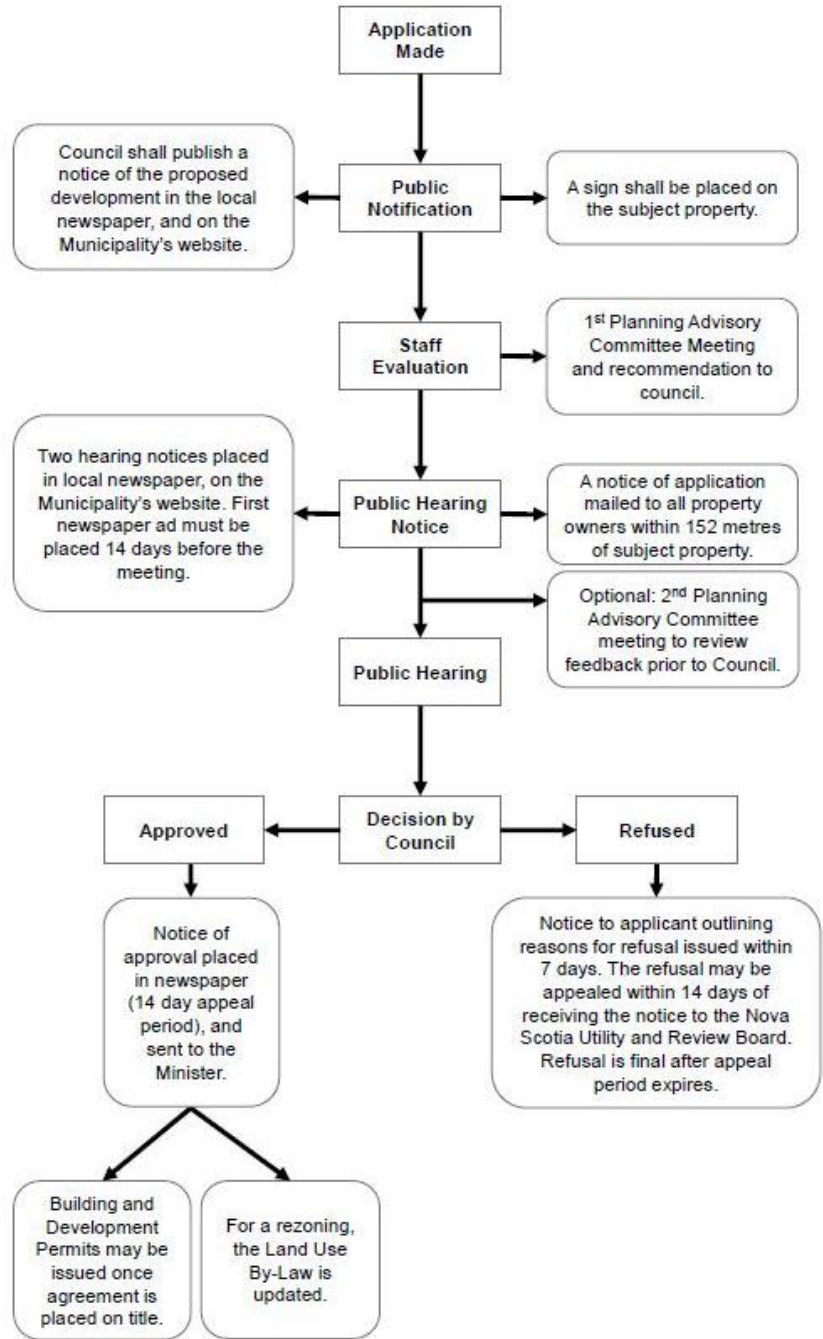 Application
Made
Council shall publish a
notice of the proposed
development in the local
newspaper, and on the
Municipality's website.
Public
Notification
A sign shall be placed on
the subject property.
Staff
Evaluation
1st Planning Advisory
Committee Meeting
and recommendation to
council.
Two hearing notices placed
in local newspaper, on the
Municipality's website. First
newspaper ad must be
placed 14 days before the
meeting.
Public Hearing
Notice
A notice of application
mailed to all property
owners within 152 metres
of subject property.
Optional: 2nd Planning
Advisory Committee
meeting to review
feedback prior to Council.
Public Hearing
Approved
Decision by
Council
Refused
Notice of
approval placed
in newspaper
(14 day appeal
period), and
sent to the
Minister.
Notice to applicant outlining
reasons for refusal issued within
7 days. The refusal may be
appealed within 14 days of
receiving the notice to the Nova
Scotia Utility and Review Board.
Refusal is final after appeal
period expires.
Building and
Development
Permits may be
issued once
agreement is
placed on title.
For a rezoning,
the Land Use
By-Law is
updated.